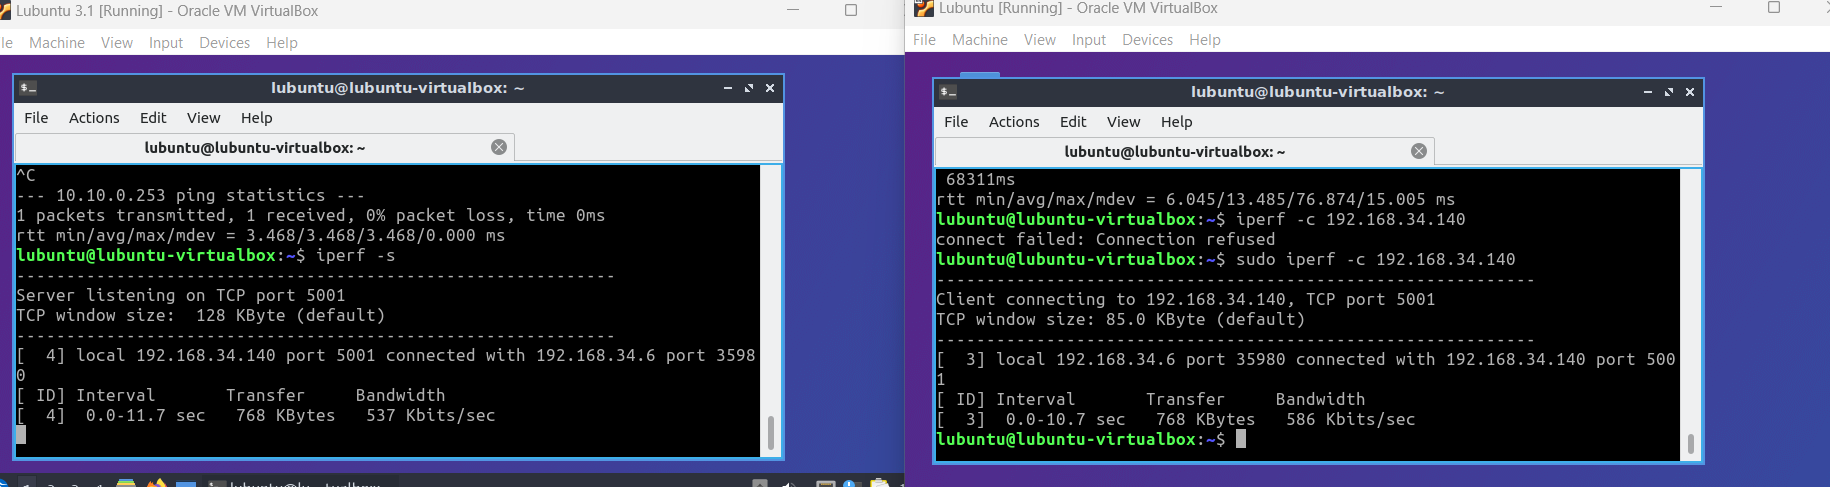 Lubuntu 3.1 [Running] - Oracle VM VirtualBox
le Machine View Input Devices Help
lubuntu@lubuntu-virtualbox: ~
File Actions Edit View Help
lubuntu@lubuntu-virtualbox: ~
^C
--- 10.10.0.253 ping statistics ---
1 packets transmitted, 1 received, 0% packet loss, time 0ms
rtt min/avg/max/mdev = 3.468/3.468/3.468/0.000 ms
lubuntu@lubuntu-virtualbox:~$ iperf -s
------------------------------------------------------------
Server listening on TCP port 5001
TCP window size:  128 KByte (default)
------------------------------------------------------------
[  4] local 192.168.34.140 port 5001 connected with 192.168.34.6 port 3598
0
[ ID] Interval       Transfer     Bandwidth
[  4]  0.0-11.7 sec   768 KBytes   537 Kbits/sec
Lubuntu [Running] - Oracle VM VirtualBox
File Machine View Input Devices Help
lubuntu@lubuntu-virtualbox: ~
File Actions Edit View Help
lubuntu@lubuntu-virtualbox: ~
68311ms
rtt min/avg/max/mdev = 6.045/13.485/76.874/15.005 ms
lubuntu@lubuntu-virtualbox:~$ iperf -c 192.168.34.140
connect failed: Connection refused
lubuntu@lubuntu-virtualbox:~$ sudo iperf -c 192.168.34.140
------------------------------------------------------------
Client connecting to 192.168.34.140, TCP port 5001
TCP window size: 85.0 KByte (default)
------------------------------------------------------------
[  3] local 192.168.34.6 port 35980 connected with 192.168.34.140 port 500
1
[ ID] Interval       Transfer     Bandwidth
[  3]  0.0-10.7 sec   768 KBytes   586 Kbits/sec
lubuntu@lubuntu-virtualbox:~$